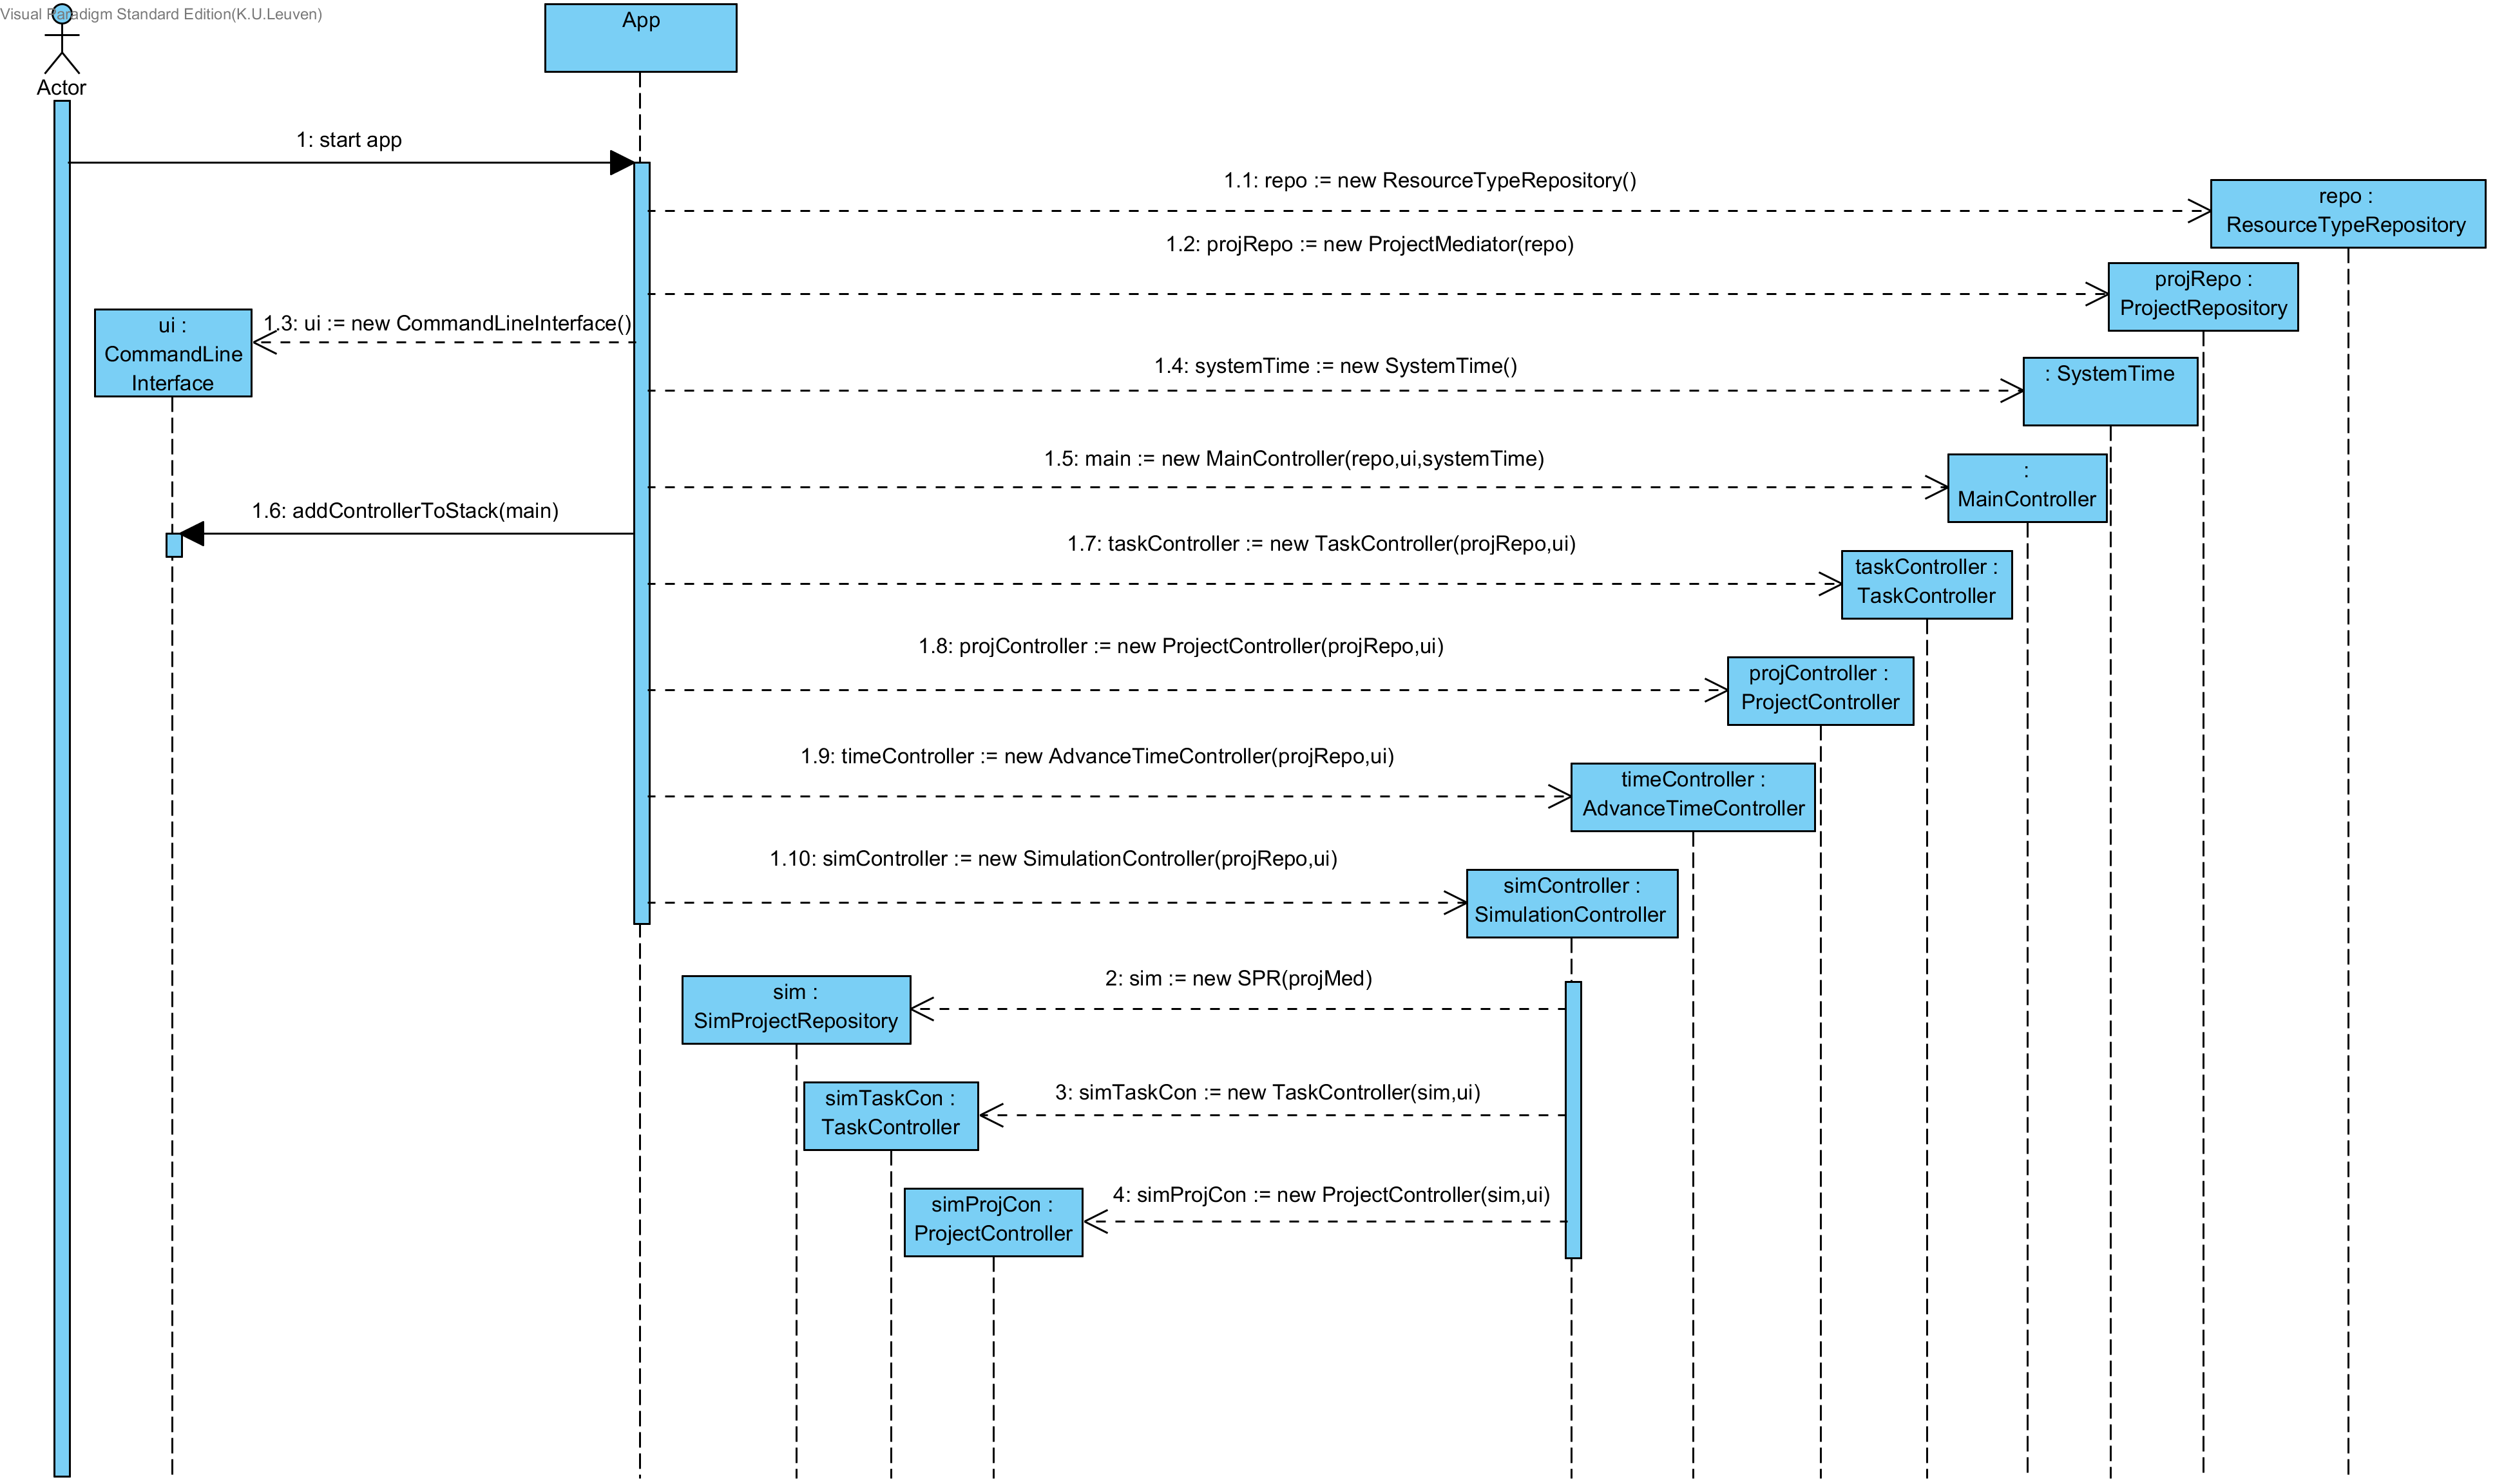 Visual Paradigm Standard Edition(K.U.Leuven)
Actor
App
1: start app
1.1: repo := new ResourceTypeRepository()
repo :
ResourceTypeRepository
1.2: projRepo := new ProjectMediator(repo)
projRepo :
ProjectRepository
1.3: ui := new CommandLineInterface()
ui :
CommandLine
Interface
1.4: systemTime := new SystemTime()
: SystemTime
1.5: main := new MainController(repo,ui,systemTime)
:
MainController
1.6: addControllerToStack(main)
1.7: taskController := new TaskController(projRepo,ui)
taskController :
TaskController
1.8: projController := new ProjectController(projRepo,ui)
projController :
ProjectController
1.9: timeController := new AdvanceTimeController(projRepo,ui)
timeController :
AdvanceTimeController
1.10: simController := new SimulationController(projRepo,ui)
simController :
SimulationController
2: sim := new SPR(projMed)
sim :
SimProjectRepository
3: simTaskCon := new TaskController(sim,ui)
simTaskCon :
TaskController
4: simProjCon := new ProjectController(sim,ui)
simProjCon :
ProjectController